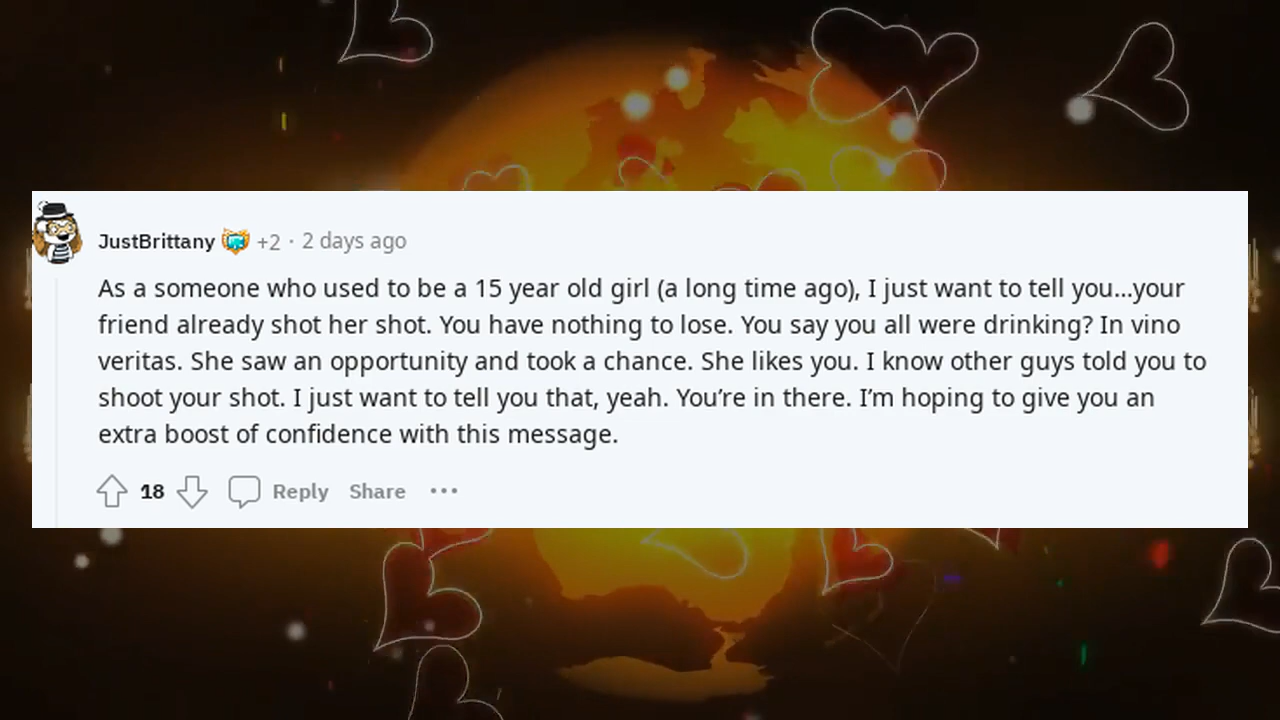 JustBrittany +2 · 2 days ago
As a someone who used to be a 15 year old girl (a long time ago), I just want to tell you...your
friend already shot her shot. You have nothing to lose. You say you all were drinking? In vino
veritas. She saw an opportunity and took a chance. She likes you. I know other guys told you to
shoot your shot. I just want to tell you that, yeah. You’re in there. I’m hoping to give you an
extra boost of confidence with this message.
18 Reply Share •••